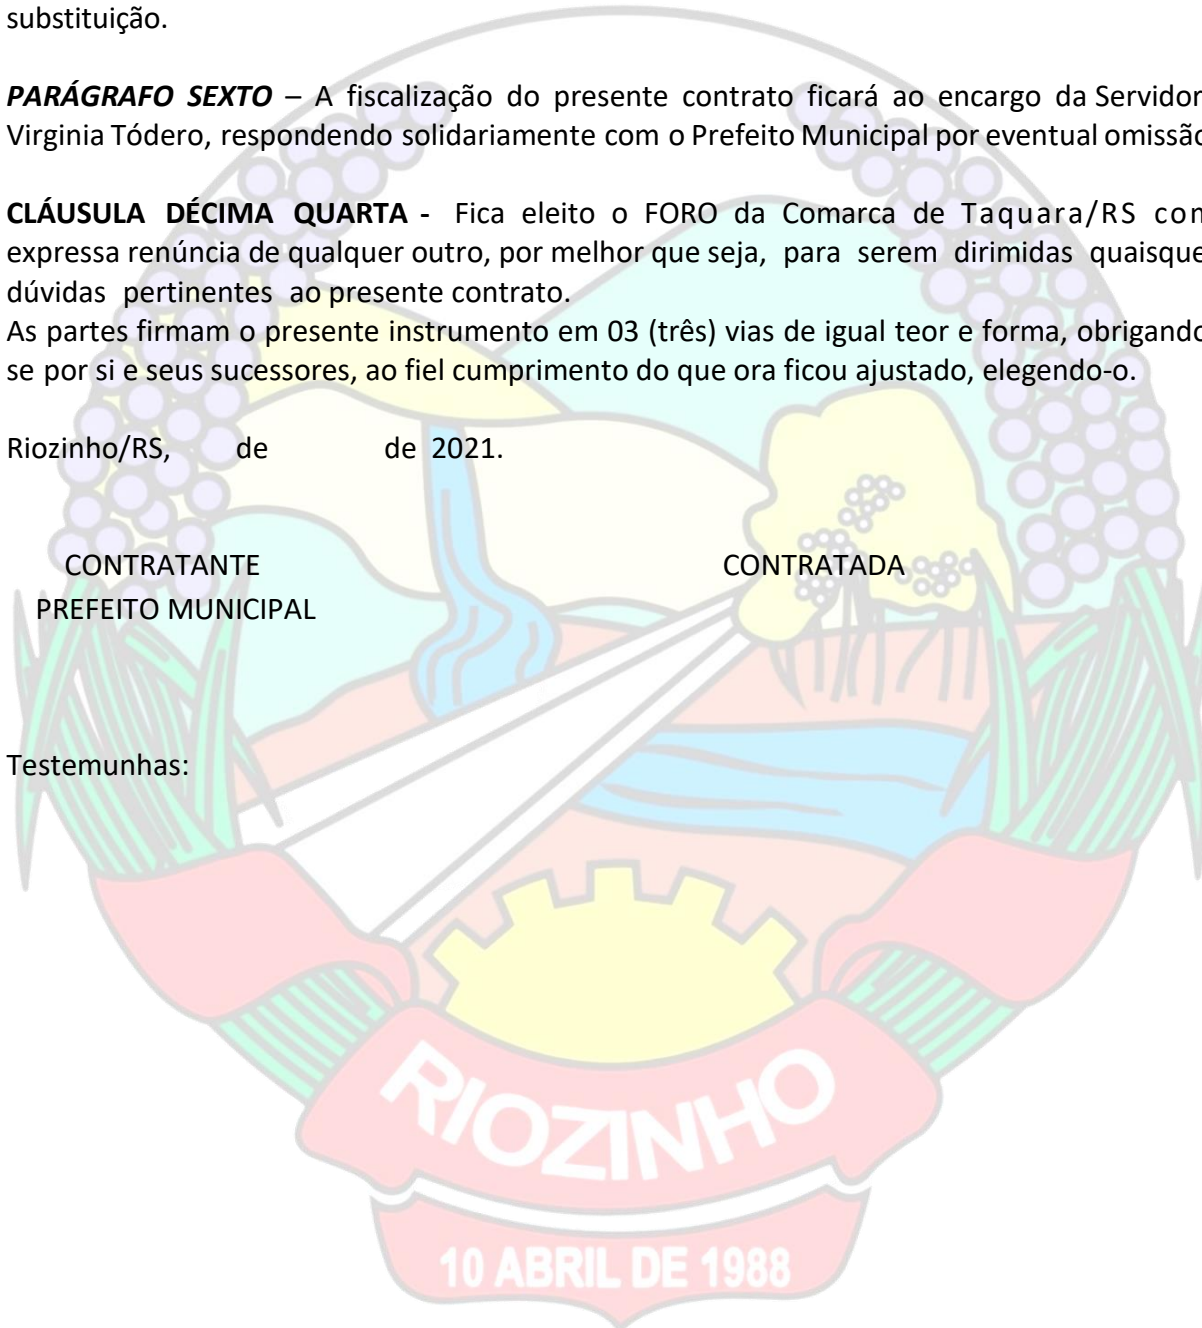 substituição.
PARÁGRAFO SEXTO – A fiscalização do presente contrato ficará ao encargo da Servidor
Virginia Tódero, respondendo solidariamente com o Prefeito Municipal por eventual omissão
CLÁUSULA DÉCIMA QUARTA - Fica eleito o FORO da Comarca de Taquara/RS con
expressa renúncia de qualquer outro, por melhor que seja, para serem dirimidas quaisque
dúvidas pertinentes ao presente contrato.
As partes firmam o presente instrumento em 03 (três) vias de igual teor e forma, obrigando
se por si e seus sucessores, ao fiel cumprimento do que ora ficou ajustado, elegendo-o.
Riozinho/RS, de de 2021.
CONTRATANTE CONTRATADA
PREFEITO MUNICIPAL
Testemunhas:
RIOZINHO
10 ABRIL DE 1988